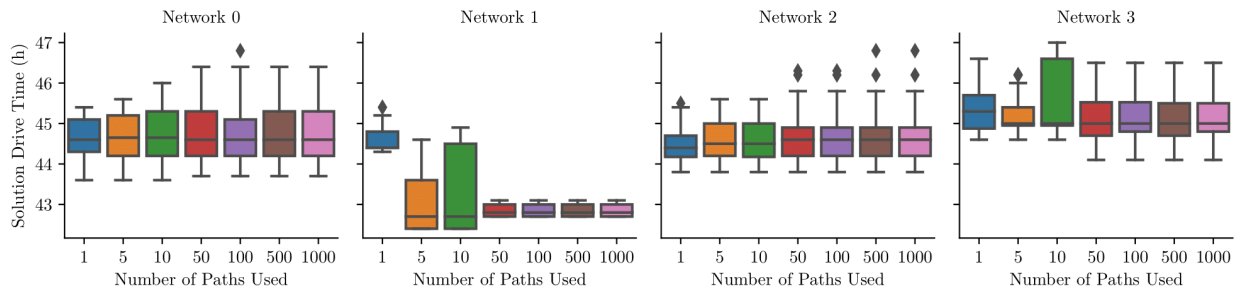 Network 0
Network 1
Network 2
Network 3
Solution Drive Time (h)
47
46
45
44
43
1 5 10 50 100 500 1000
1 5 10 50 100 500 1000
1 5 10 50 100 500 1000
1 5 10 50 100 500 1000
Number of Paths Used
Number of Paths Used
Number of Paths Used
Number of Paths Used